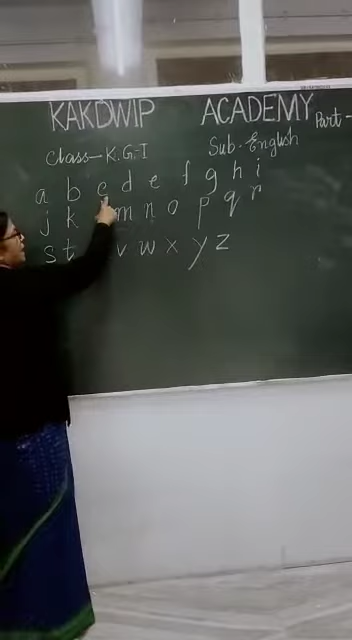 KAKDWIP ACADEMY Part-
Class-K.G-I Sub. English
a b c d e f g h i
j k m n o p q r
s t v w x y z